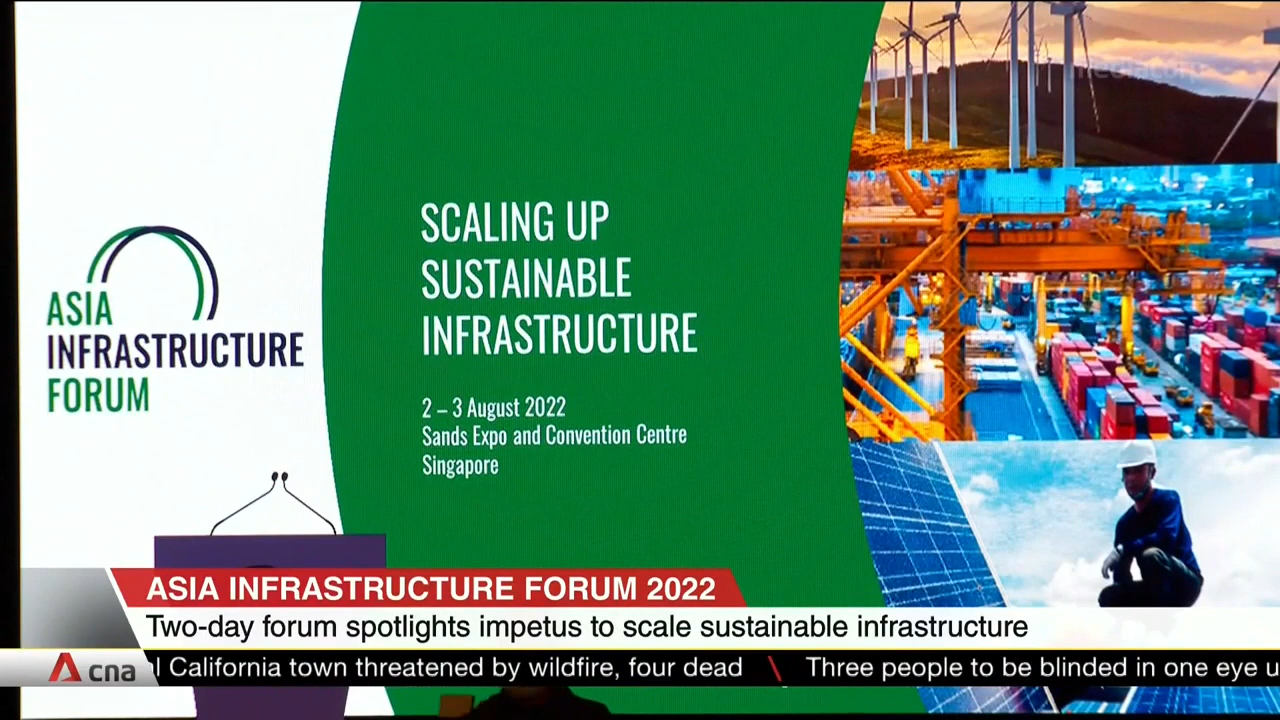 mediacorp
ASIA
INFRASTRUCTURE
FORUM
SCALING UP
SUSTAINABLE
INFRASTRUCTURE
2 – 3 August 2022
Sands Expo and Convention Centre
Singapore
ASIA INFRASTRUCTURE FORUM 2022
Two-day forum spotlights impetus to scale sustainable infrastructure
cna
l California town threatened by wildfire, four dead \ Three people to be blinded in one eye u